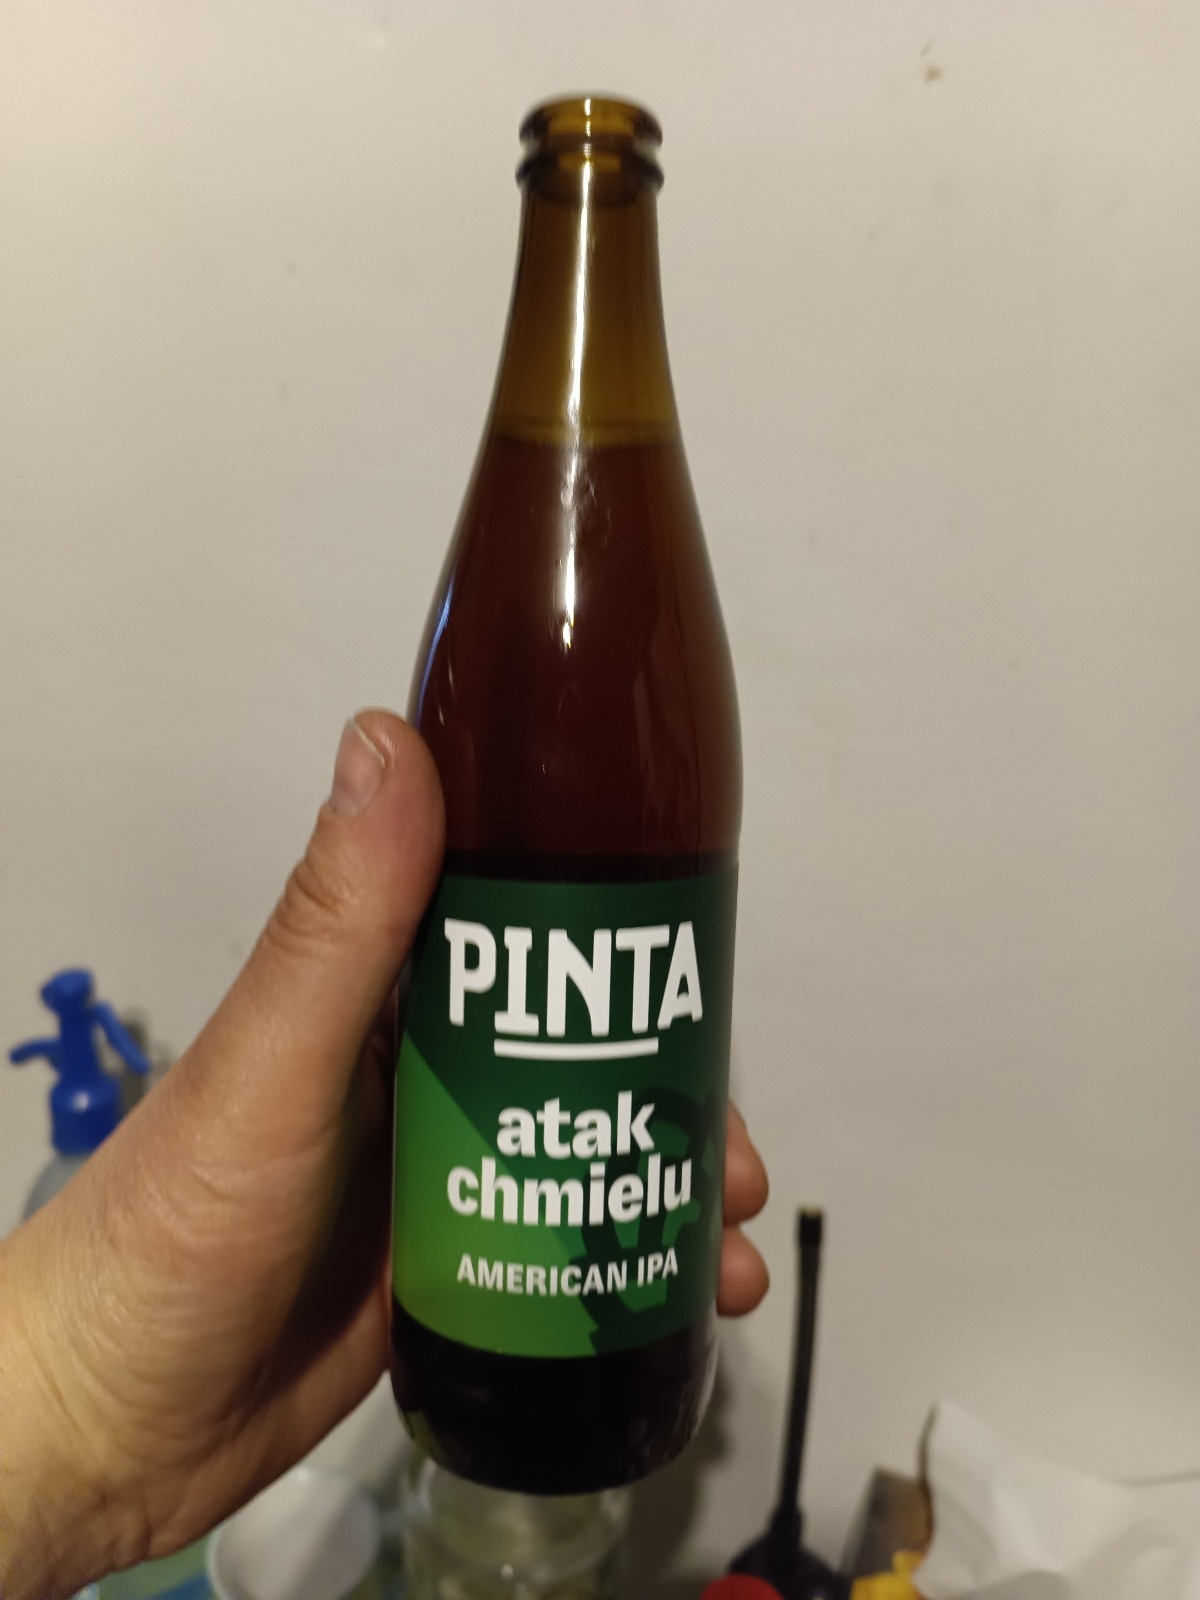 PINTA
atak
chmielu
AMERICAN IPA